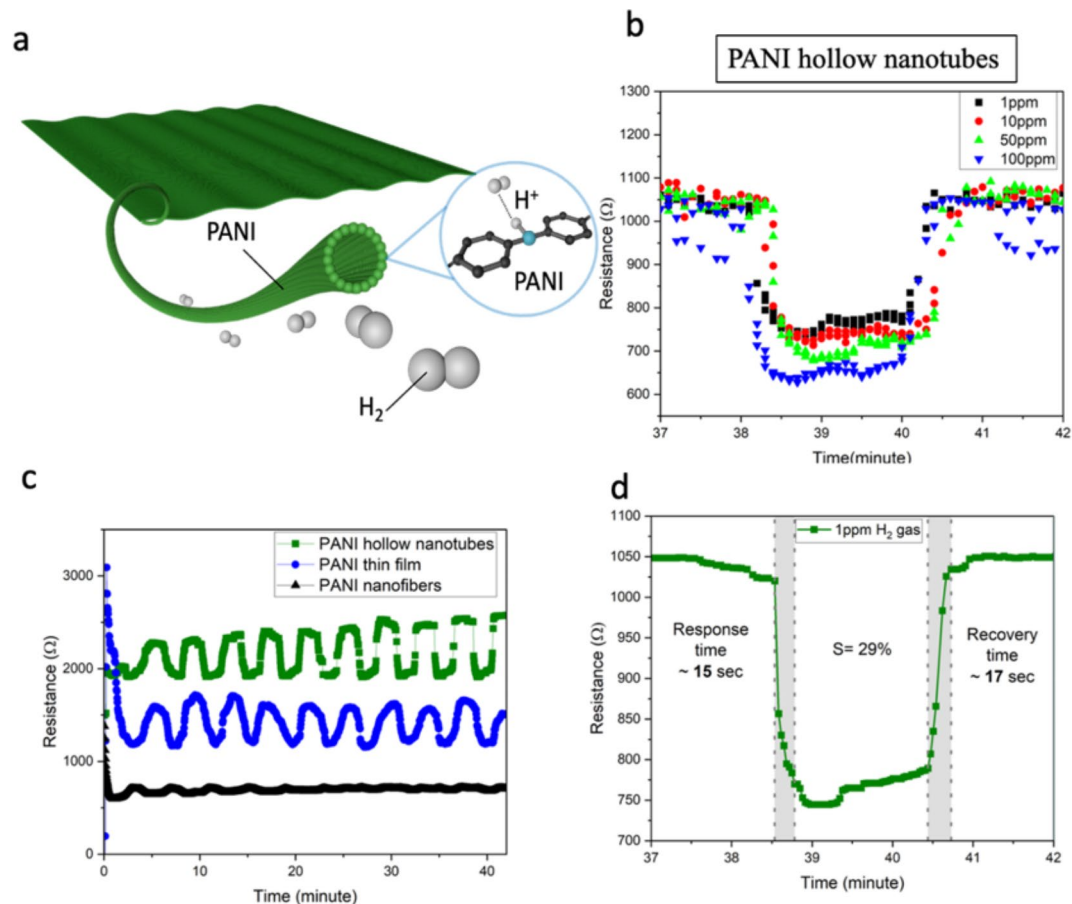 a
PANI
H⁺
PANI
H₂
b
PANI hollow nanotubes
1300
1200
1100
1000
900
800
700
600
Resistance (Ω)
1ppm
10ppm
50ppm
100ppm
37
38
39
40
41
42
Time(minute)
c
PANI hollow nanotubes
PANI thin film
PANI nanofibers
3000
2000
1000
0
Resistance (Ω)
0
10
20
30
40
Time (minute)
d
1100
1050
1000
950
900
850
800
750
700
Resistance (Ω)
1ppm H₂ gas
Response
time
~ 15 sec
S= 29%
Recovery
time
~ 17 sec
37
38
39
40
41
42
Time (minute)